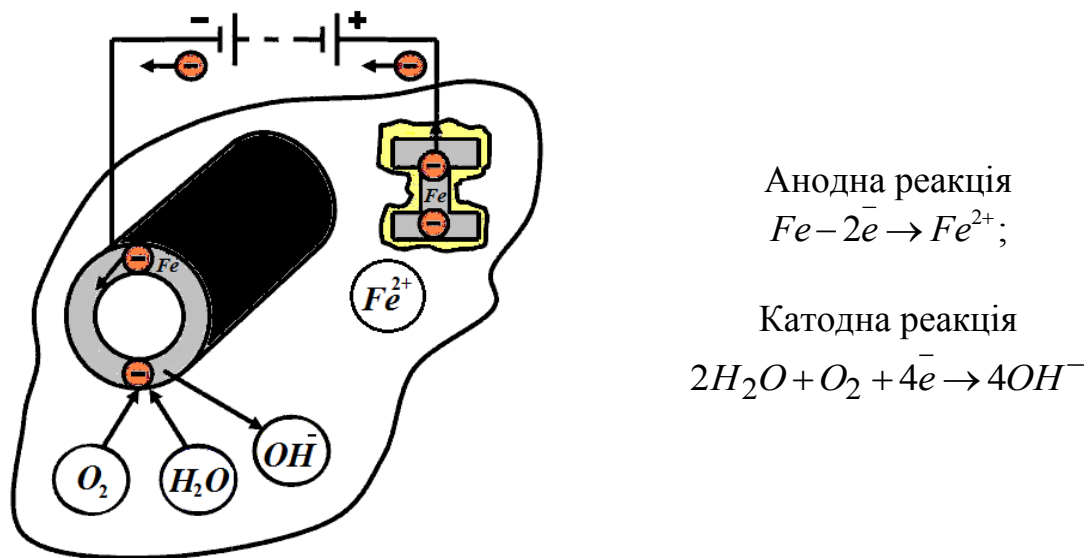 - +
- -
-
Fe
-
Fe
-
-
Fe²⁺
O₂
H₂O
OH⁻
Анодна реакція
Fe − 2e̅ → Fe²⁺;
Катодна реакція
2H₂O + O₂ + 4e̅ → 4OH⁻